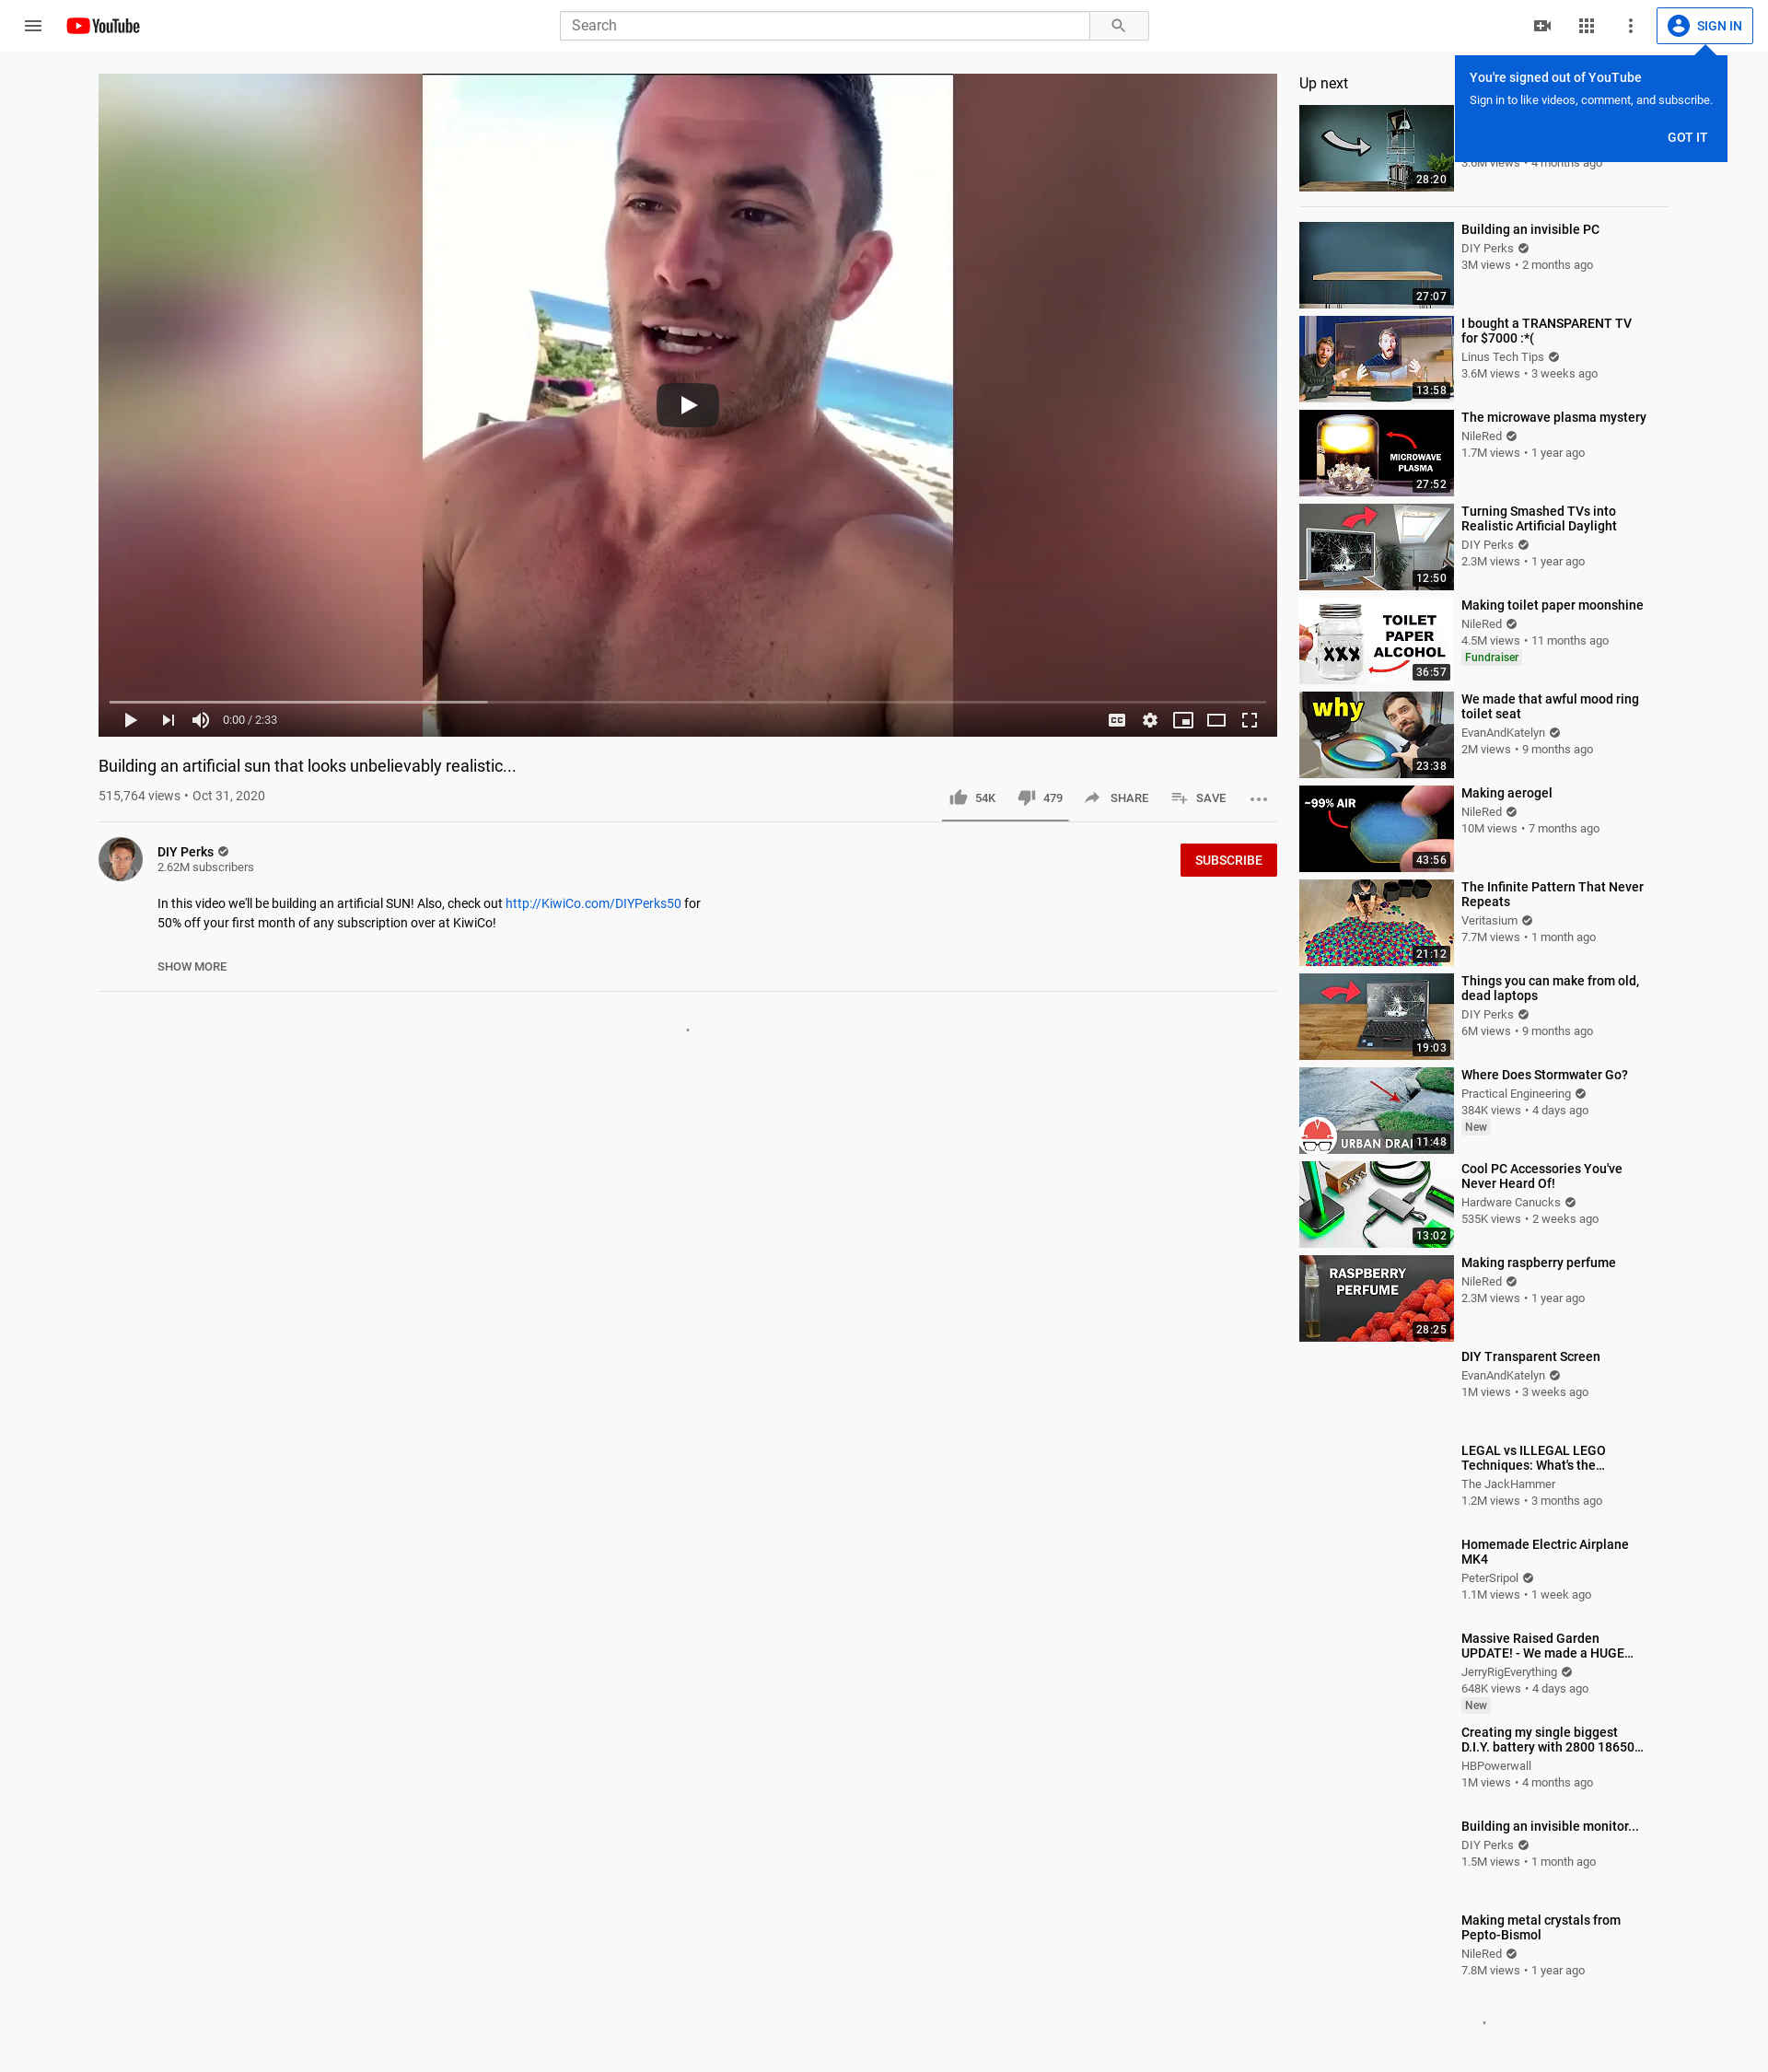 YouTube
Search
SIGN IN
You're signed out of YouTube
Sign in to like videos, comment, and subscribe.
GOT IT
0:00 / 2:33
CC
Building an artificial sun that looks unbelievably realistic...
515,764 views • Oct 31, 2020
54K
479
SHARE
SAVE
DIY Perks
2.62M subscribers
SUBSCRIBE
In this video we'll be building an artificial SUN! Also, check out http://KiwiCo.com/DIYPerks50 for
50% off your first month of any subscription over at KiwiCo!
SHOW MORE
Up next
28:20
3.6M views • 4 months ago
27:07
Building an invisible PC
DIY Perks
3M views • 2 months ago
13:58
I bought a TRANSPARENT TV
for $7000 :*(
Linus Tech Tips
3.6M views • 3 weeks ago
MICROWAVE
PLASMA
27:52
The microwave plasma mystery
NileRed
1.7M views • 1 year ago
12:50
Turning Smashed TVs into
Realistic Artificial Daylight
DIY Perks
2.3M views • 1 year ago
TOILET
PAPER
ALCOHOL
XXX
36:57
Making toilet paper moonshine
NileRed
4.5M views • 11 months ago
Fundraiser
why
23:38
We made that awful mood ring
toilet seat
EvanAndKatelyn
2M views • 9 months ago
~99% AIR
43:56
Making aerogel
NileRed
10M views • 7 months ago
21:12
The Infinite Pattern That Never
Repeats
Veritasium
7.7M views • 1 month ago
19:03
Things you can make from old,
dead laptops
DIY Perks
6M views • 9 months ago
URBAN DRAI
11:48
Where Does Stormwater Go?
Practical Engineering
384K views • 4 days ago
New
13:02
Cool PC Accessories You've
Never Heard Of!
Hardware Canucks
535K views • 2 weeks ago
RASPBERRY
PERFUME
28:25
Making raspberry perfume
NileRed
2.3M views • 1 year ago
DIY Transparent Screen
EvanAndKatelyn
1M views • 3 weeks ago
LEGAL vs ILLEGAL LEGO
Techniques: What's the...
The JackHammer
1.2M views • 3 months ago
Homemade Electric Airplane
MK4
PeterSripol
1.1M views • 1 week ago
Massive Raised Garden
UPDATE! - We made a HUGE...
JerryRigEverything
648K views • 4 days ago
New
Creating my single biggest
D.I.Y. battery with 2800 18650...
HBPowerwall
1M views • 4 months ago
Building an invisible monitor...
DIY Perks
1.5M views • 1 month ago
Making metal crystals from
Pepto-Bismol
NileRed
7.8M views • 1 year ago